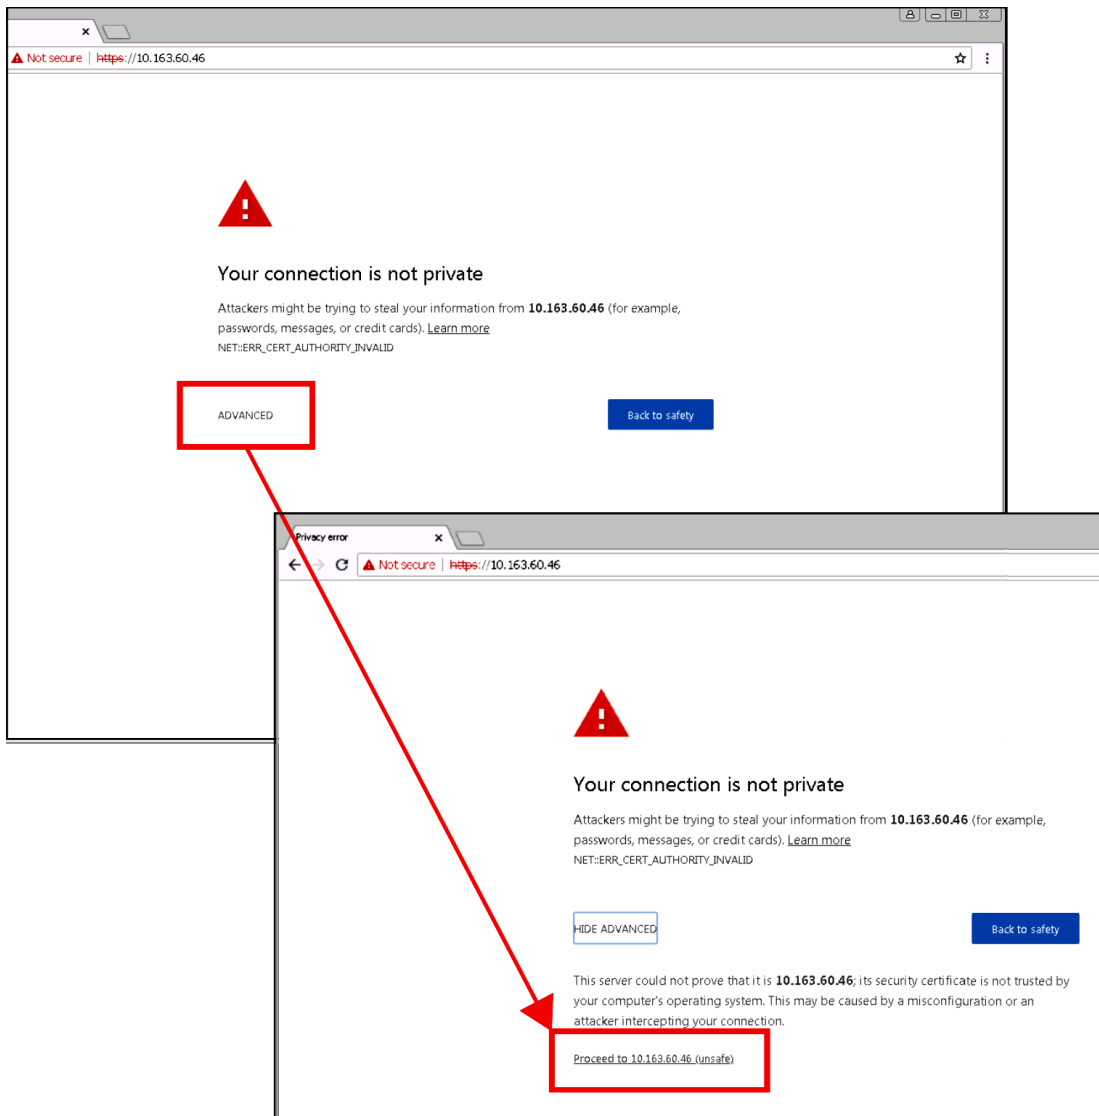 Not secure | https://10.163.60.46
Your connection is not private
Attackers might be trying to steal your information from 10.163.60.46 (for example,
passwords, messages, or credit cards). Learn more
NET::ERR_CERT_AUTHORITY_INVALID
ADVANCED
Back to safety
Privacy error
Not secure | https://10.163.60.46
Your connection is not private
Attackers might be trying to steal your information from 10.163.60.46 (for example,
passwords, messages, or credit cards). Learn more
NET::ERR_CERT_AUTHORITY_INVALID
HIDE ADVANCED
Back to safety
This server could not prove that it is 10.163.60.46; its security certificate is not trusted by
your computer's operating system. This may be caused by a misconfiguration or an
attacker intercepting your connection.
Proceed to 10.163.60.46 (unsafe)